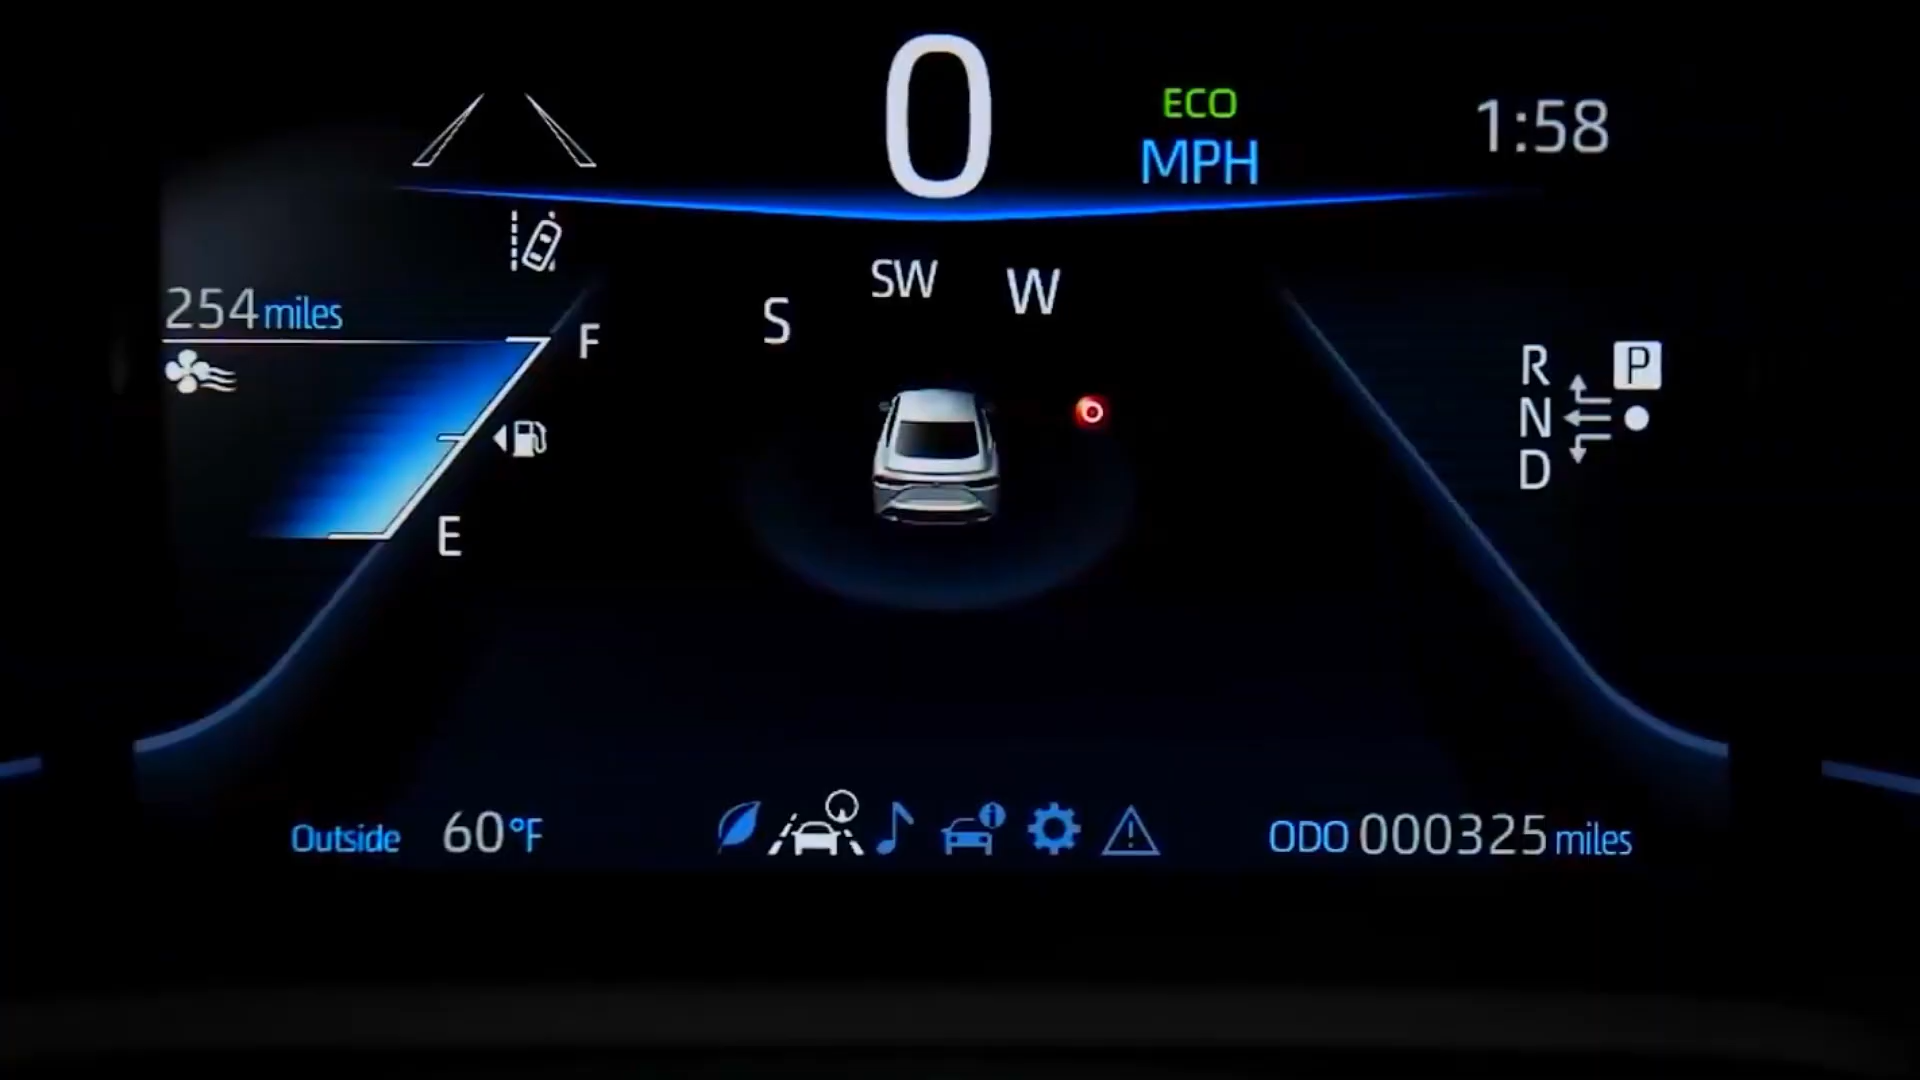 0
ECO
MPH
1:58
254 miles
S
SW
W
F
E
R
N
D
P
Outside 60°F
i
ODO 000325 miles